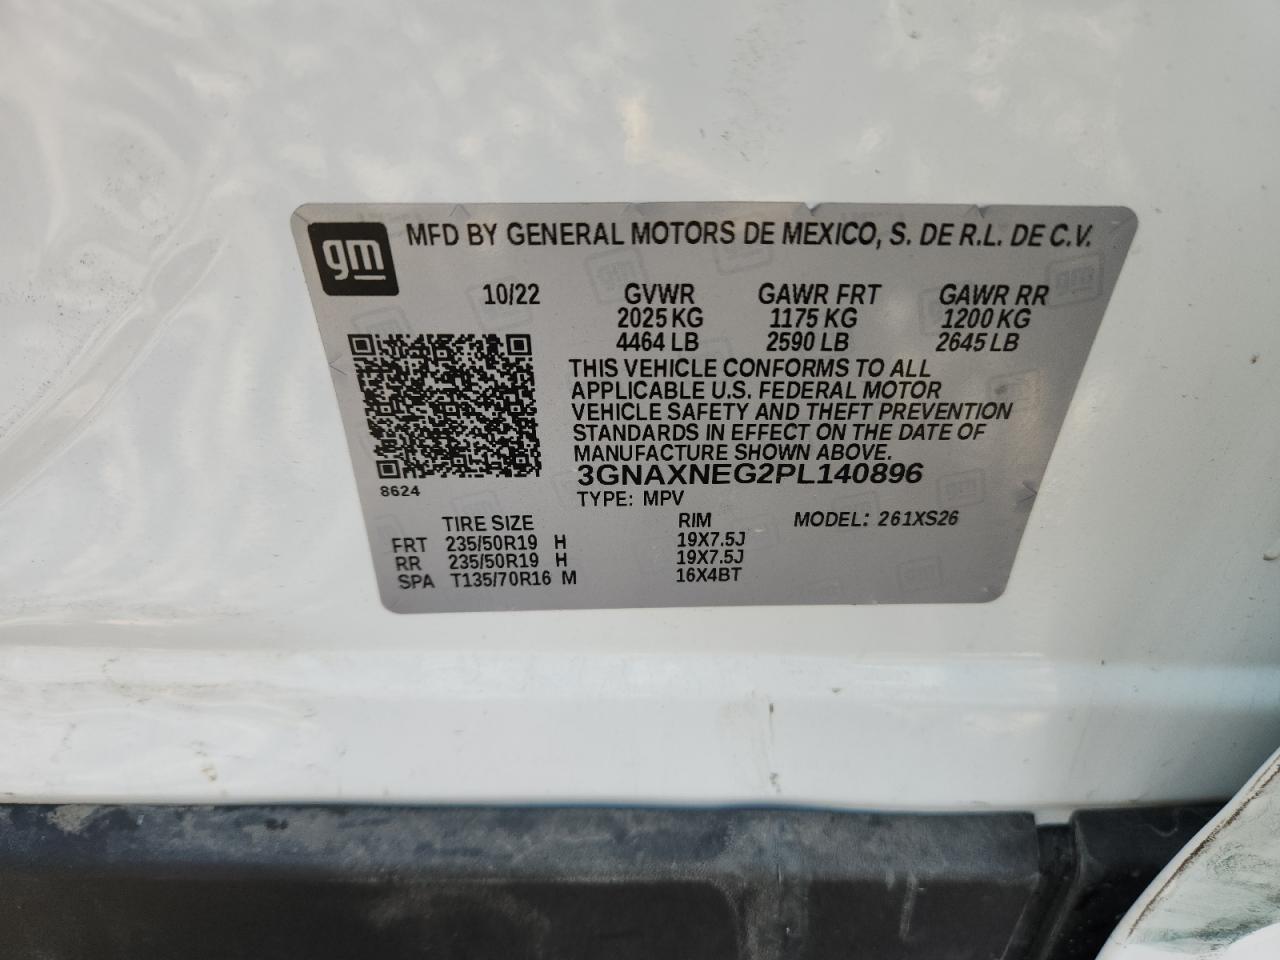 gm MFD BY GENERAL MOTORS DE MEXICO, S. DE R.L. DE C.V.
10/22 GVWR GAWR FRT GAWR RR
2025 KG 1175 KG 1200 KG
4464 LB 2590 LB 2645 LB
THIS VEHICLE CONFORMS TO ALL
APPLICABLE U.S. FEDERAL MOTOR
VEHICLE SAFETY AND THEFT PREVENTION
STANDARDS IN EFFECT ON THE DATE OF
MANUFACTURE SHOWN ABOVE.
3GNAXNEG2PL140896
8624
TYPE: MPV
TIRE SIZE RIM MODEL: 261XS26
FRT 235/50R19 H 19X7.5J
RR 235/50R19 H 19X7.5J
SPA T135/70R16 M 16X4BT